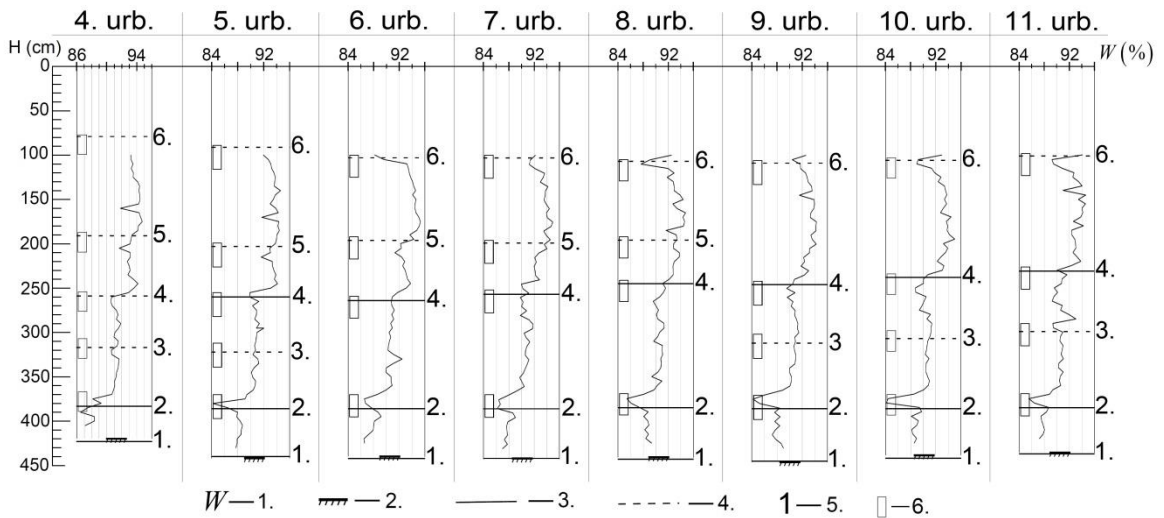 4. urb. 5. urb. 6. urb. 7. urb. 8. urb. 9. urb. 10. urb. 11. urb.
H (cm) 86 94 84 92 84 92 84 92 84 92 84 92 84 92 84 92 W (%)
0
50
6. 6. 6. 6. 6. 6. 6. 6.
100
150
5. 5. 5. 5. 5.
200
4. 4. 4. 4. 4. 4. 4. 4.
250
300
3. 3. 3. 3. 3.
350
2. 2. 2. 2. 2. 2. 2. 2.
400
1. 1. 1. 1. 1. 1. 1. 1.
450
W — 1. — 2. — 3. — 4. 1 — 5. — 6.